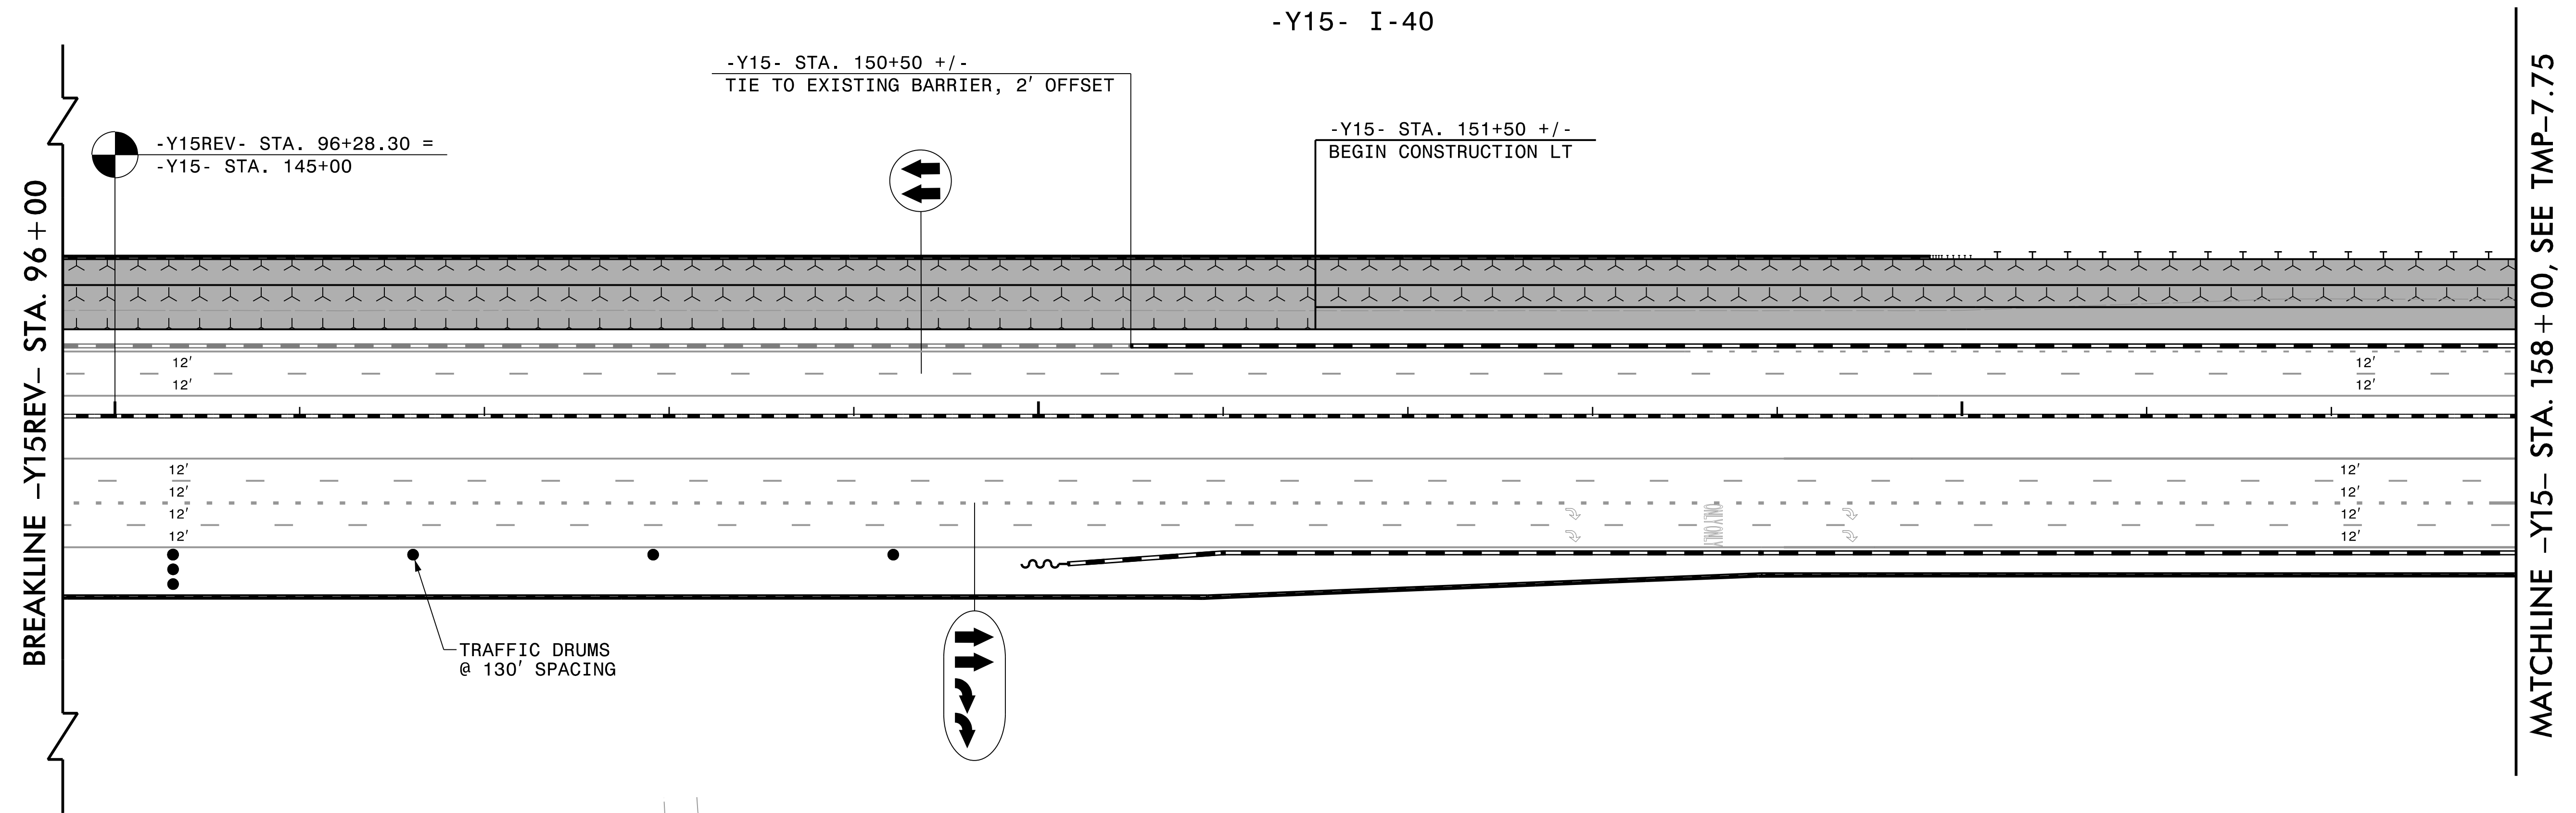 -Y15- I-40
-Y15- STA. 150+50 +/-
TIE TO EXISTING BARRIER, 2' OFFSET
-Y15- STA. 151+50 +/-
BEGIN CONSTRUCTION LT
-Y15REV- STA. 96+28.30 =
-Y15- STA. 145+00
BREAKLINE -Y15REV- STA. 96+00
MATCHLINE -Y15- STA. 158+00, SEE TMP-7.75
12'
12'
12'
12'
12'
12'
12'
12'
12'
12'
12'
12'
ONLY ONLY
TRAFFIC DRUMS
@ 130' SPACING